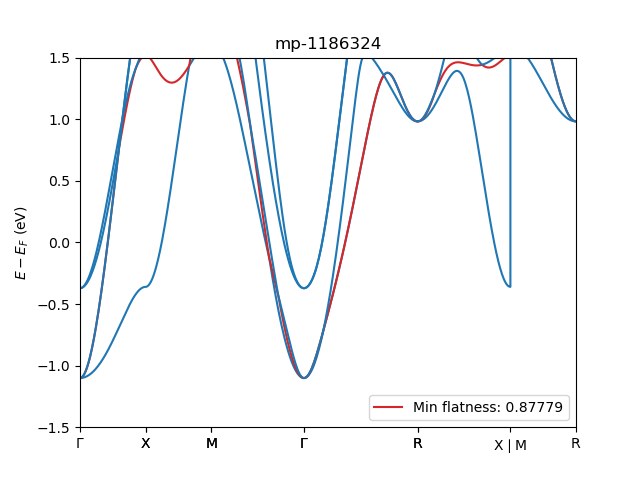 mp-1186324
1.5
1.0
0.5
0.0
−0.5
−1.0
−1.5
E − E_F (eV)
Min flatness: 0.87779
Γ X M Γ R X | M R